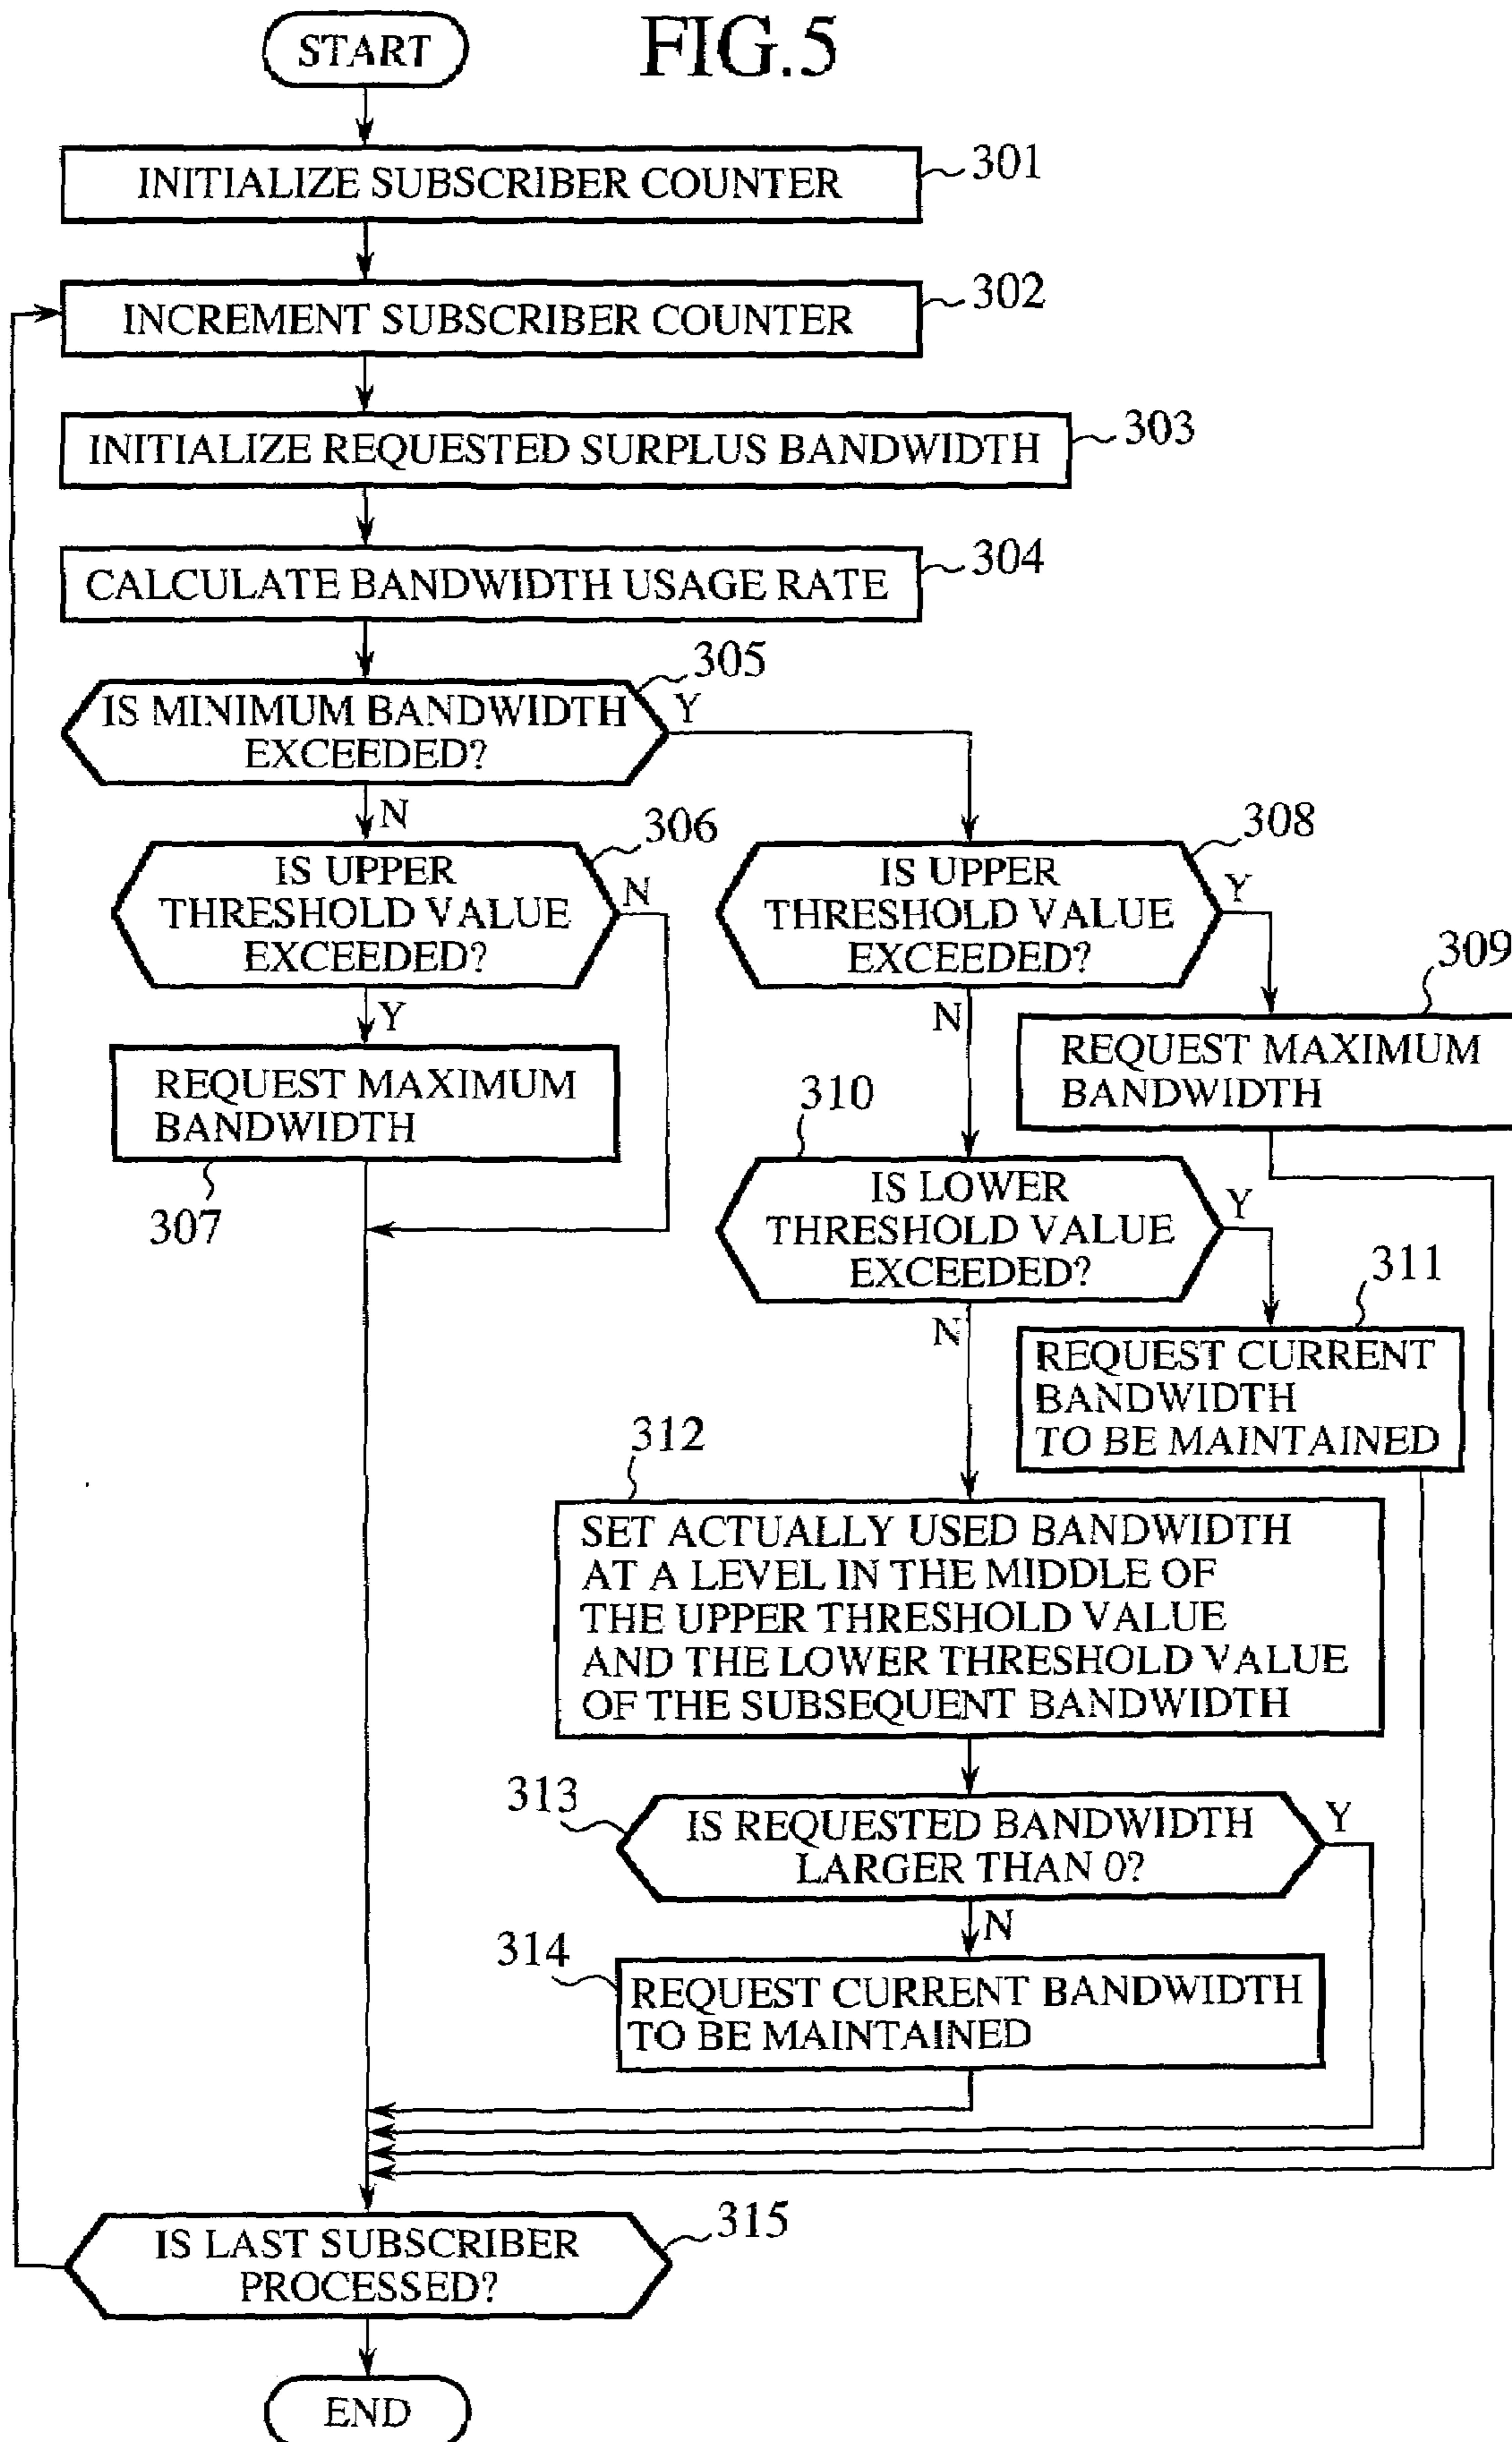 START
FIG.5
INITIALIZE SUBSCRIBER COUNTER
301
INCREMENT SUBSCRIBER COUNTER
302
INITIALIZE REQUESTED SURPLUS BANDWIDTH
303
CALCULATE BANDWIDTH USAGE RATE
304
305
IS MINIMUM BANDWIDTH
EXCEEDED?
Y
N
306
IS UPPER
THRESHOLD VALUE
EXCEEDED?
N
Y
REQUEST MAXIMUM
BANDWIDTH
307
308
IS UPPER
THRESHOLD VALUE
EXCEEDED?
Y
N
309
REQUEST MAXIMUM
BANDWIDTH
310
IS LOWER
THRESHOLD VALUE
EXCEEDED?
Y
N
311
REQUEST CURRENT
BANDWIDTH
TO BE MAINTAINED
312
SET ACTUALLY USED BANDWIDTH
AT A LEVEL IN THE MIDDLE OF
THE UPPER THRESHOLD VALUE
AND THE LOWER THRESHOLD VALUE
OF THE SUBSEQUENT BANDWIDTH
313
IS REQUESTED BANDWIDTH
LARGER THAN 0?
Y
N
314
REQUEST CURRENT BANDWIDTH
TO BE MAINTAINED
315
IS LAST SUBSCRIBER
PROCESSED?
END